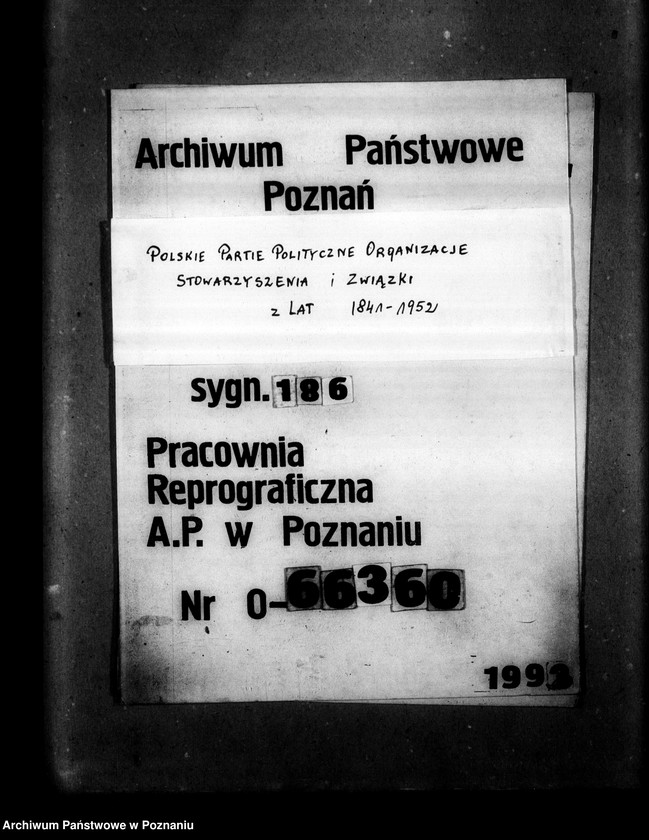 Archiwum Państwowe
Poznań
POLSKIE PARTIE POLITYCZNE ORGANIZACJE
STOWARZYSZENIA i ZWIĄZKI
z LAT 1841-1952
sygn. 186
Pracownia
Reprograficzna
A.P. w Poznaniu
Nr 0-66360
1993
Archiwum Państwowe w Poznaniu